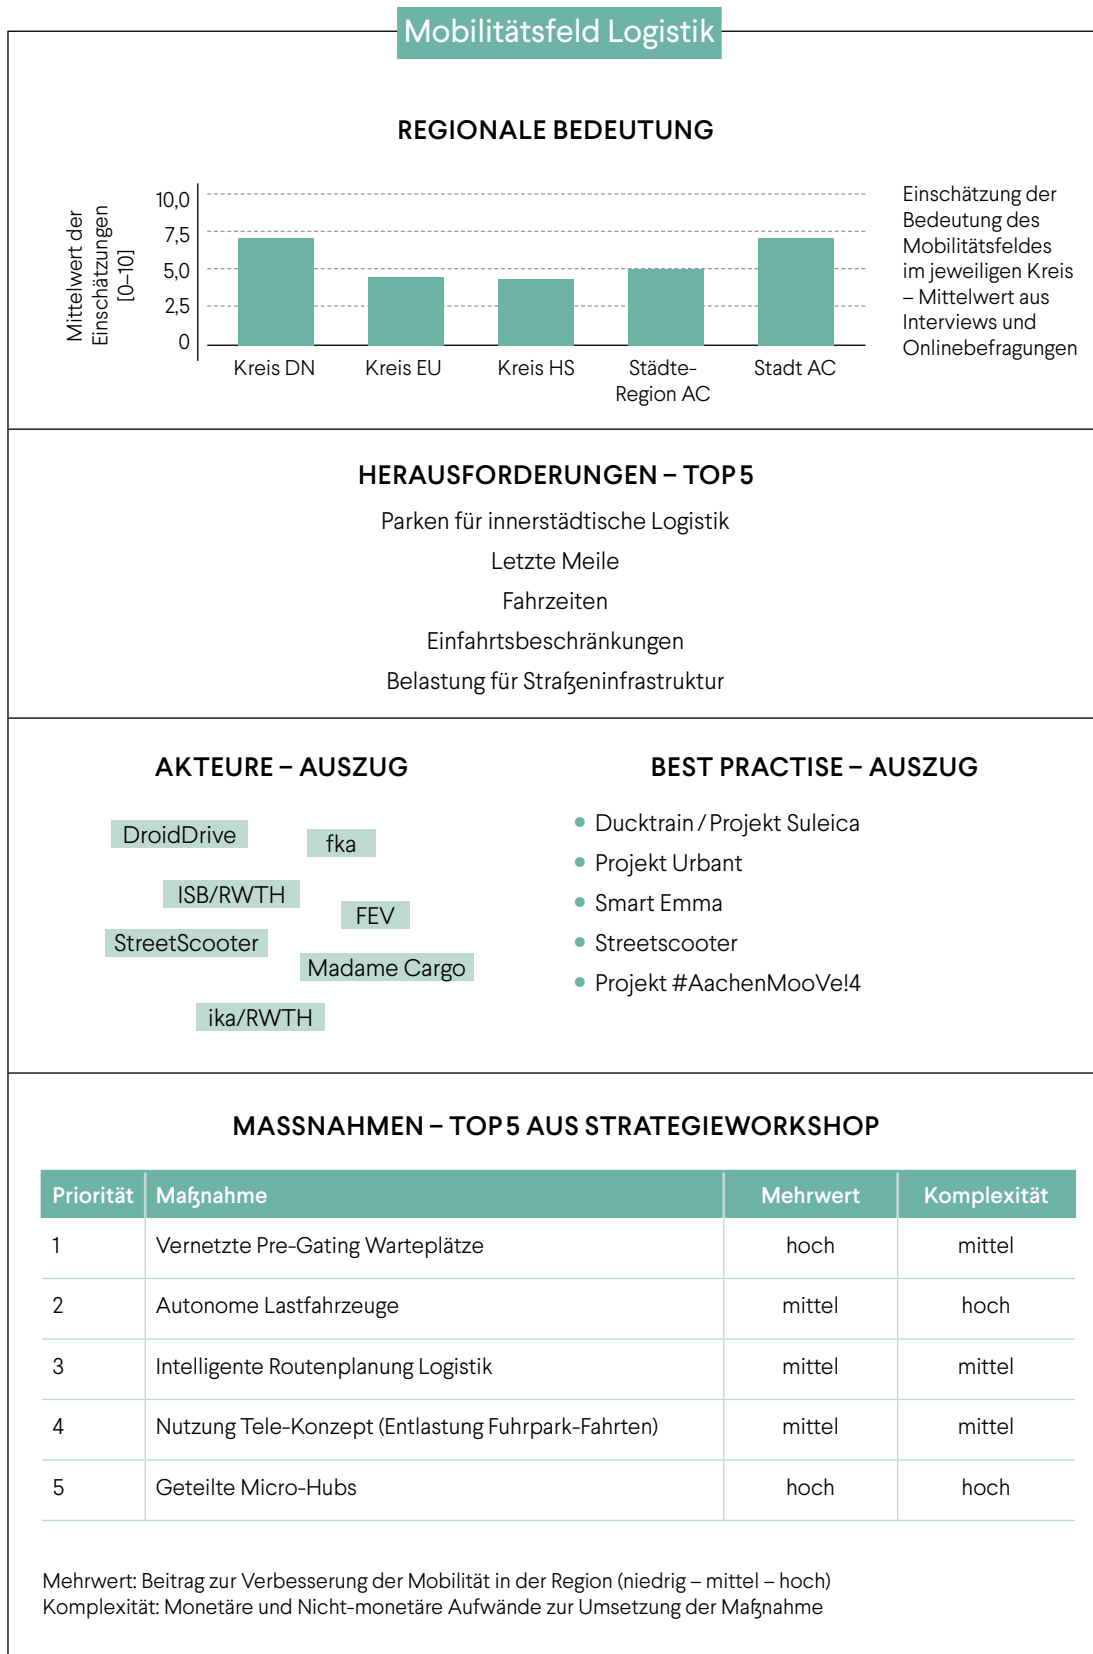 Mobilitätsfeld Logistik
REGIONALE BEDEUTUNG
Mittelwert der
Einschätzungen
[0–10]
10,0
7,5
5,0
2,5
0
Kreis DN
Kreis EU
Kreis HS
Städte-
Region AC
Stadt AC
Einschätzung der
Bedeutung des
Mobilitätsfeldes
im jeweiligen Kreis
– Mittelwert aus
Interviews und
Onlinebefragungen
HERAUSFORDERUNGEN – TOP 5
Parken für innerstädtische Logistik
Letzte Meile
Fahrzeiten
Einfahrtsbeschränkungen
Belastung für Straßeninfrastruktur
AKTEURE – AUSZUG
DroidDrive
fka
ISB/RWTH
FEV
StreetScooter
Madame Cargo
ika/RWTH
BEST PRACTISE – AUSZUG
• Ducktrain / Projekt Suleica
• Projekt Urbant
• Smart Emma
• Streetscooter
• Projekt #AachenMooVe!4
MASSNAHMEN – TOP 5 AUS STRATEGIEWORKSHOP
Priorität Maßnahme Mehrwert Komplexität
1 Vernetzte Pre-Gating Warteplätze hoch mittel
2 Autonome Lastfahrzeuge mittel hoch
3 Intelligente Routenplanung Logistik mittel mittel
4 Nutzung Tele-Konzept (Entlastung Fuhrpark-Fahrten) mittel mittel
5 Geteilte Micro-Hubs hoch hoch
Mehrwert: Beitrag zur Verbesserung der Mobilität in der Region (niedrig – mittel – hoch)
Komplexität: Monetäre und Nicht-monetäre Aufwände zur Umsetzung der Maßnahme